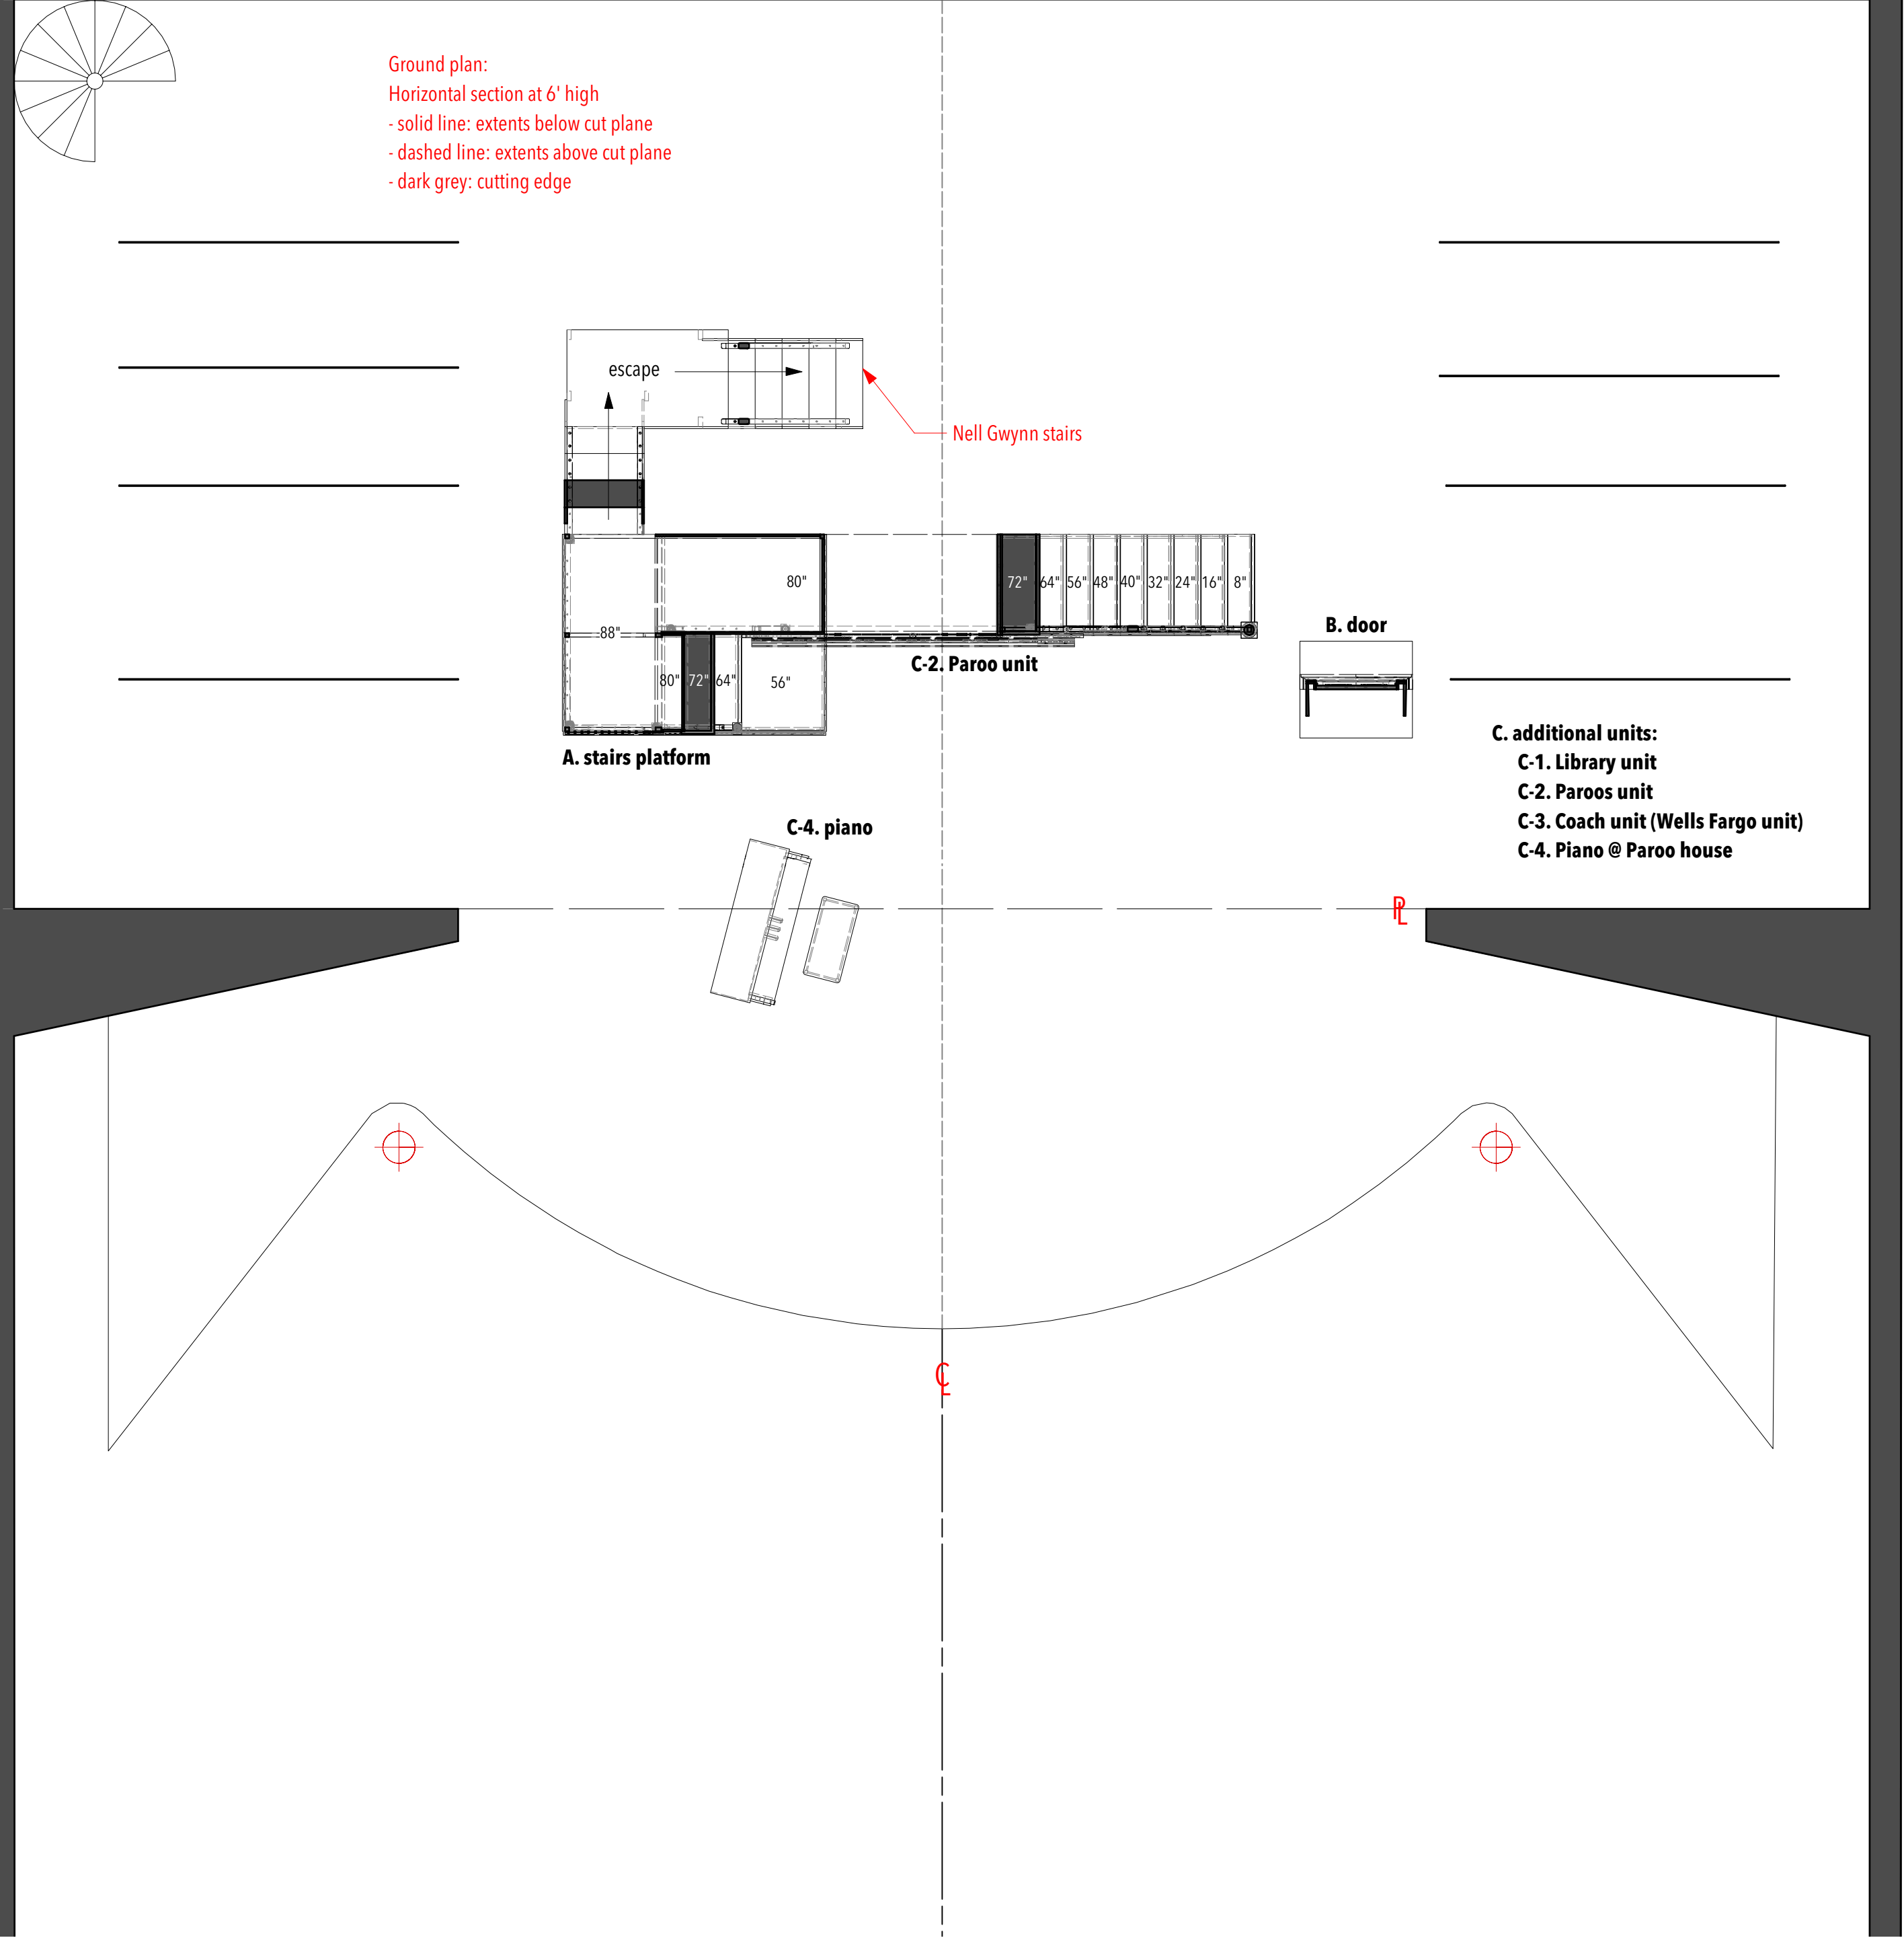 Ground plan:
Horizontal section at 6' high
- solid line: extents below cut plane
- dashed line: extents above cut plane
- dark grey: cutting edge
escape
Nell Gwynn stairs
80"
72"
64"
56"
48"
40"
32"
24"
16"
8"
88"
B. door
C-2. Paroo unit
80"
72"
64"
56"
A. stairs platform
C. additional units:
C-1. Library unit
C-2. Paroos unit
C-3. Coach unit (Wells Fargo unit)
C-4. Piano @ Paroo house
C-4. piano
PL
CL